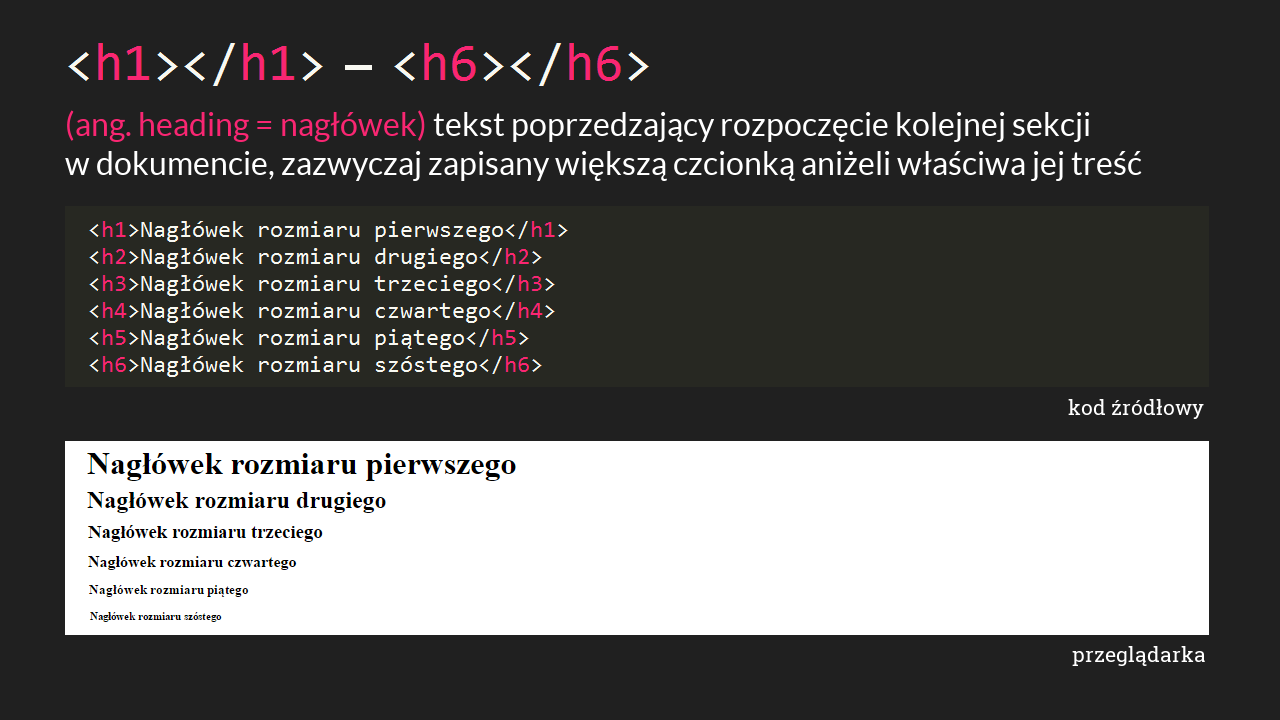 <h1></h1> – <h6></h6>
(ang. heading = nagłówek) tekst poprzedzający rozpoczęcie kolejnej sekcji
w dokumencie, zazwyczaj zapisany większą czcionką aniżeli właściwa jej treść
<h1>Nagłówek rozmiaru pierwszego</h1>
<h2>Nagłówek rozmiaru drugiego</h2>
<h3>Nagłówek rozmiaru trzeciego</h3>
<h4>Nagłówek rozmiaru czwartego</h4>
<h5>Nagłówek rozmiaru piątego</h5>
<h6>Nagłówek rozmiaru szóstego</h6>
kod źródłowy
Nagłówek rozmiaru pierwszego
Nagłówek rozmiaru drugiego
Nagłówek rozmiaru trzeciego
Nagłówek rozmiaru czwartego
Nagłówek rozmiaru piątego
Nagłówek rozmiaru szóstego
przeglądarka